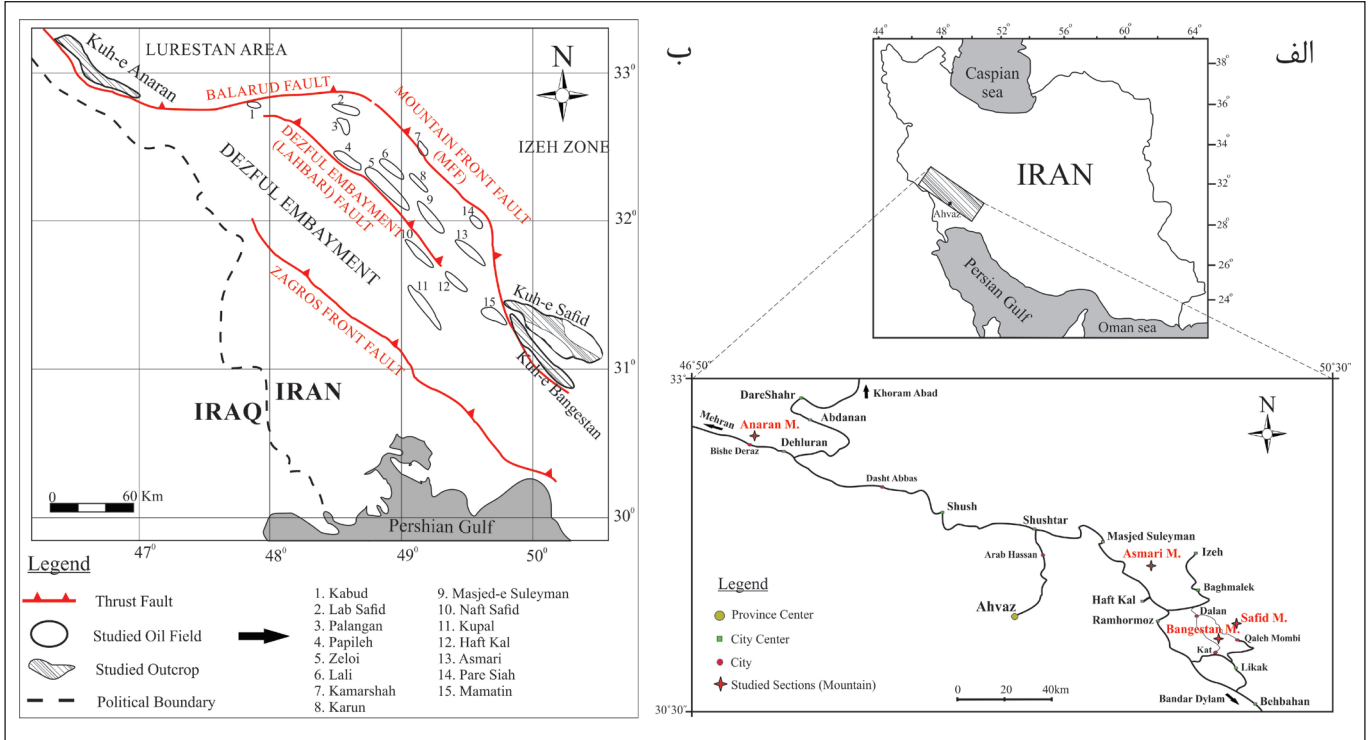 ب
الف
LURESTAN AREA
Kuh-e Anaran
N
33°
BALARUD FAULT
MOUNTAIN FRONT FAULT
(MFF)
IZEH ZONE
DEZFUL EMBAYMENT
(LAHBARI) FAULT
DEZFUL EMBAYMENT
1
2
3
4
5
6
7
8
9
10
11
12
13
14
15
32°
ZAGROS FRONT FAULT
Kuh-e Safid
Kuh-e Bangestan
31°
IRAQ
IRAN
0 60 Km
Pershian Gulf
30°
47° 48° 49° 50°
Legend
Thrust Fault
Studied Oil Field
Studied Outcrop
Political Boundary
1. Kabud
2. Lab Safid
3. Palangan
4. Papileh
5. Zeloi
6. Lali
7. Kamarshah
8. Karun
9. Masjed-e Suleyman
10. Naft Safid
11. Kupal
12. Haft Kal
13. Asmari
14. Pare Siah
15. Mamatin
44° 48° 52° 56° 60° 64°
38°
36°
34°
32°
28°
26°
24°
Caspian
sea
IRAN
Ahvaz
Persian Gulf
Oman sea
46°50"
50°30"
33°
30°30"
DareShahr
Khoram Abad
Abdanan
Mehran
Anaran M.
Bishe Deraz
Dehluran
N
Dasht Abbas
Shush
Shushtar
Masjed Suleyman
Arab Hassan
Asmari M.
Izeh
Baghmalek
Haft Kal
Ahvaz
Dalan
Ramhormoz
Safid M.
Bangestan M.
Qaleh Mombi
Kat
Likak
Bandar Dylam
Behbahan
Legend
Province Center
City Center
City
Studied Sections (Mountain)
0 20 40km